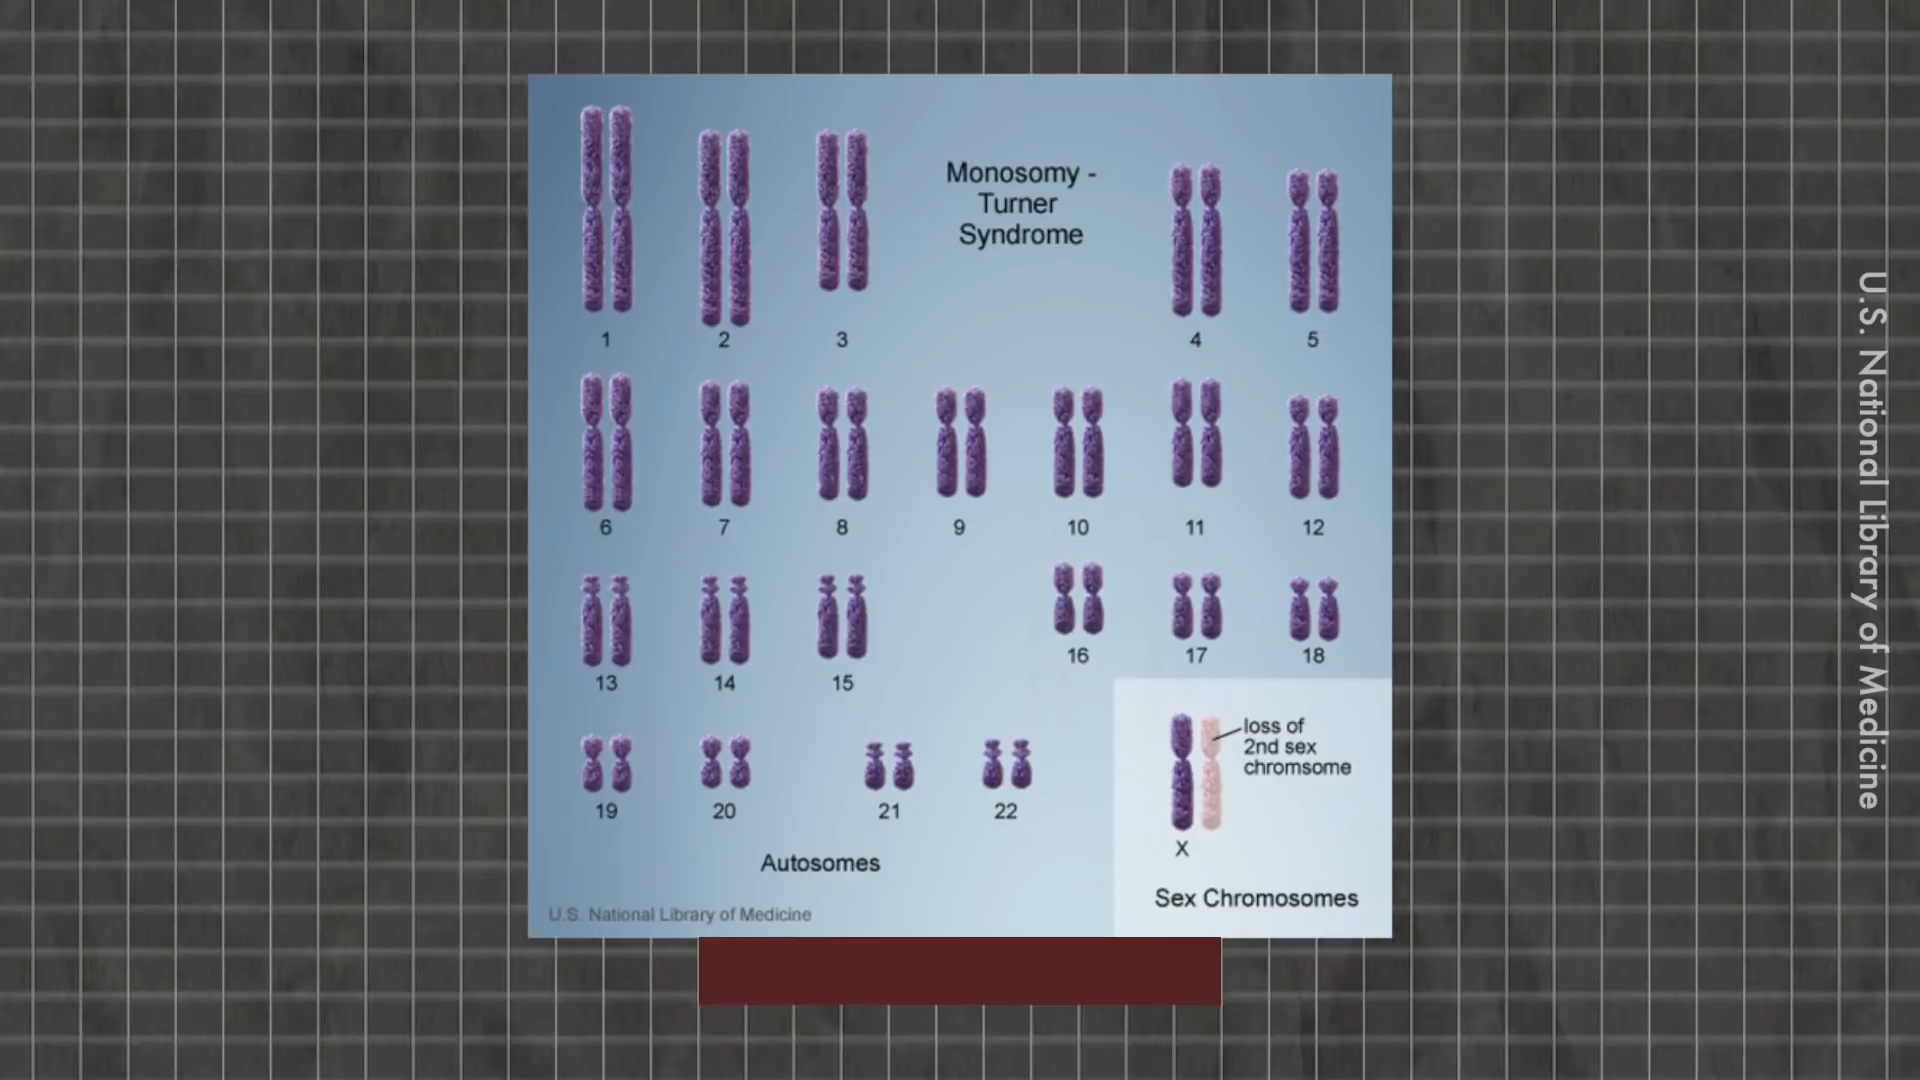 Monosomy -
Turner
Syndrome
1
2
3
4
5
6
7
8
9
10
11
12
13
14
15
16
17
18
loss of
2nd sex
chromsome
19
20
21
22
X
Autosomes
Sex Chromosomes
U.S. National Library of Medicine
U.S. National Library of Medicine